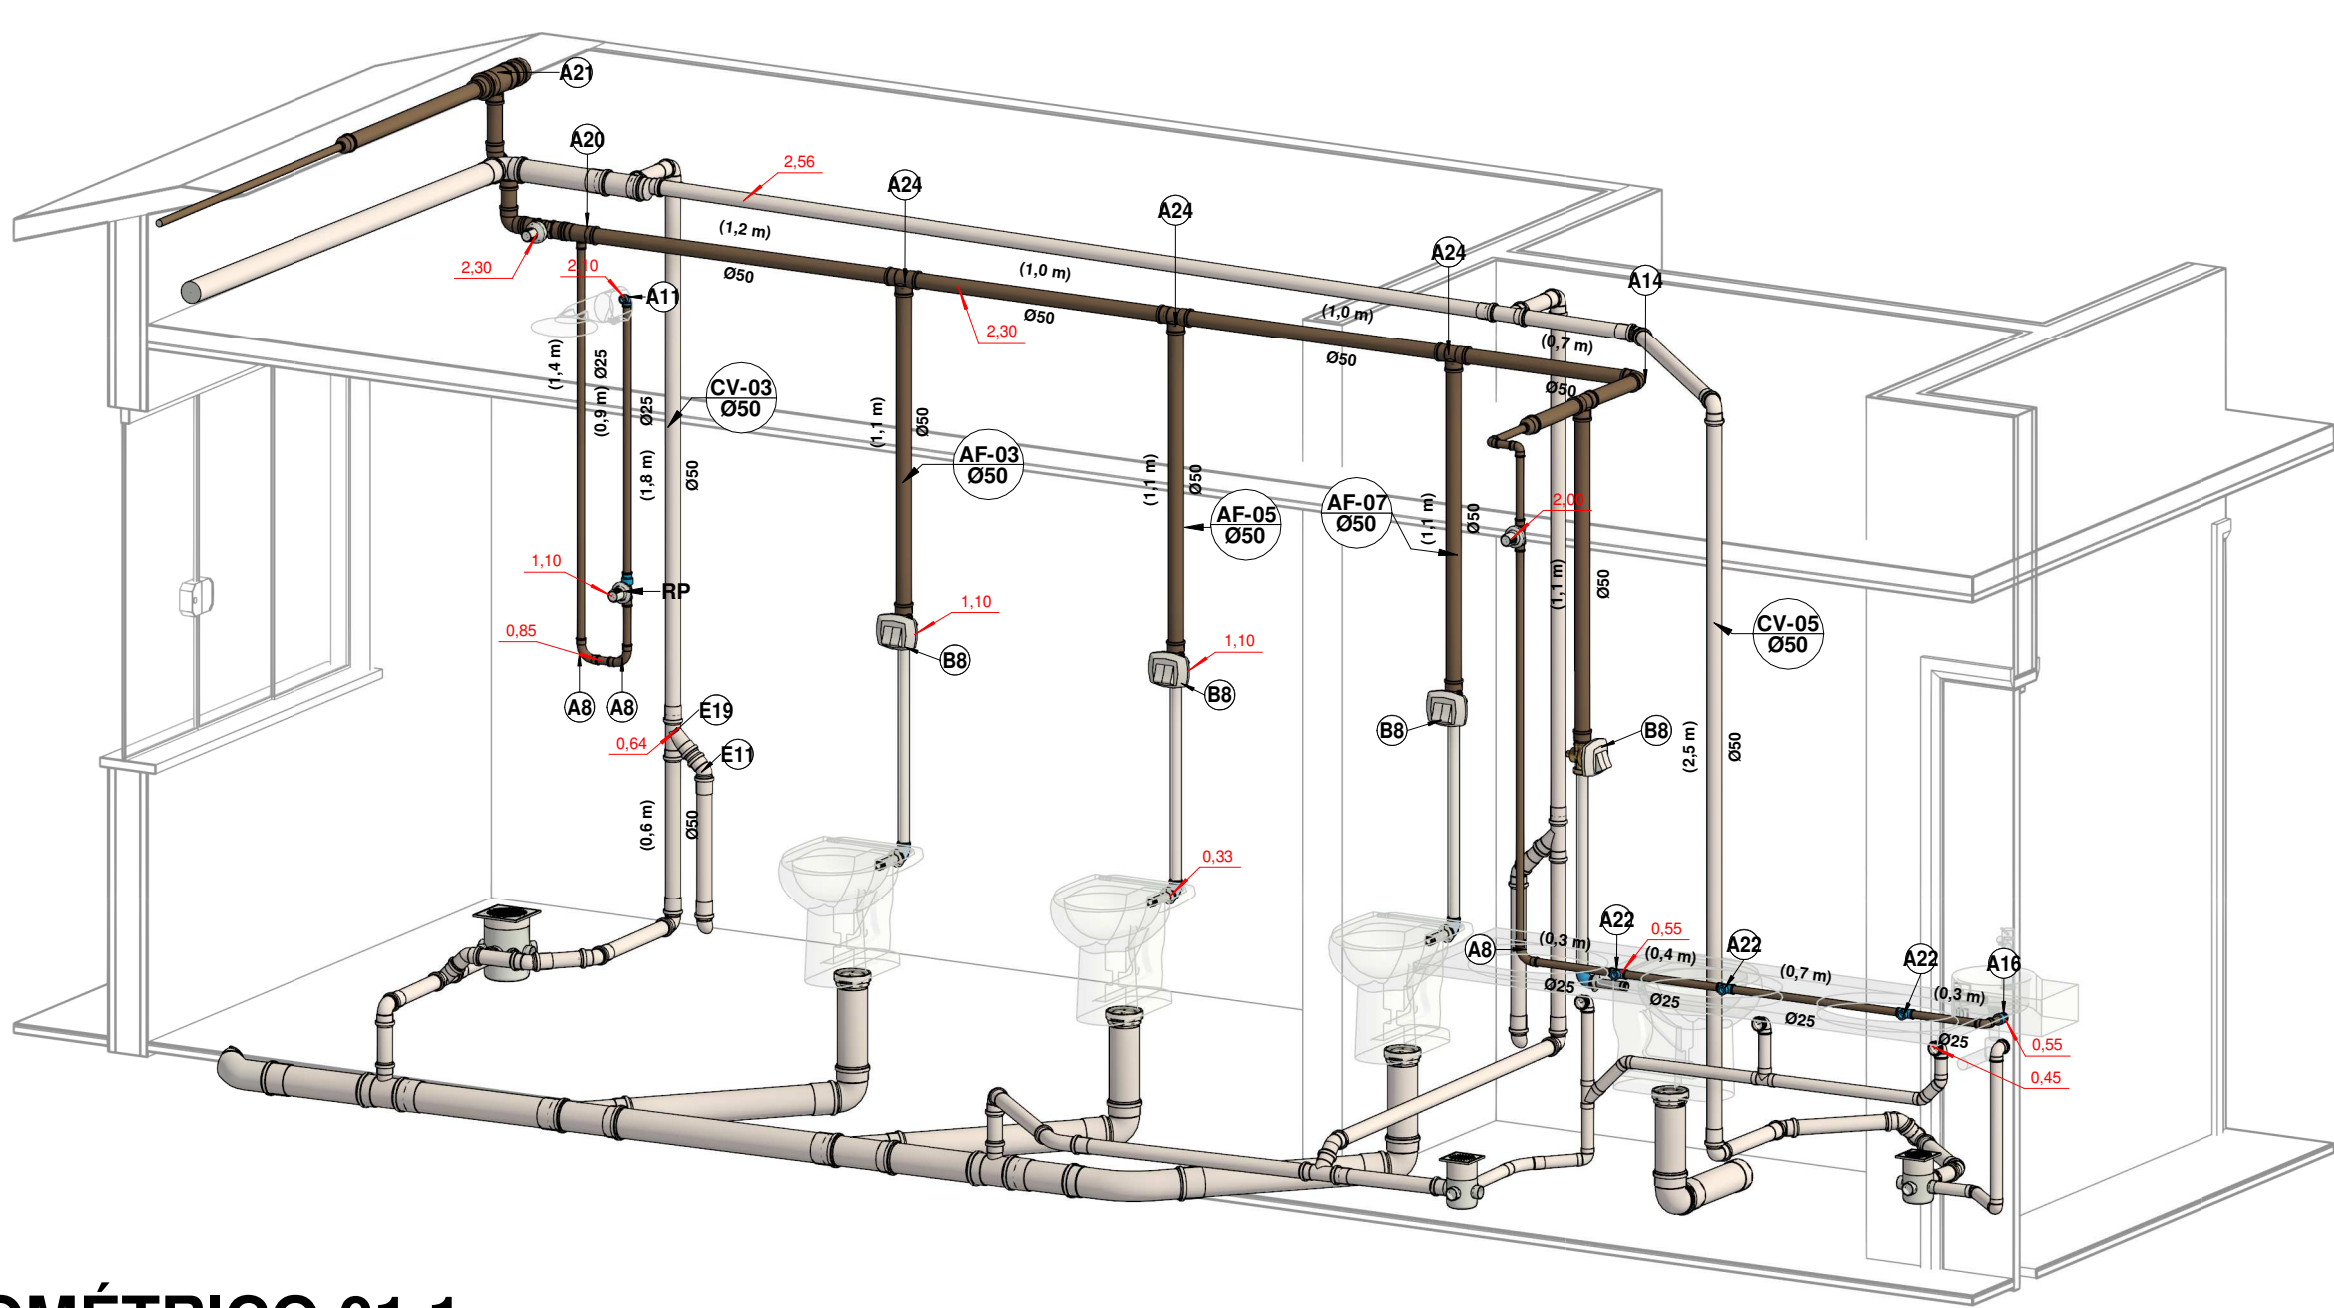 A21
A20
2,56
A24
A24
A24
A14
(1,2 m)
Ø50
(1,0 m)
Ø50
(1,0 m)
Ø50
(0,7 m)
Ø50
2,30
2,10
A11
2,30
(1,4 m)
Ø25
(0,9 m)
Ø25
(1,8 m)
Ø50
CV-03
Ø50
(1,1 m)
Ø50
AF-03
Ø50
(1,1 m)
Ø50
AF-05
Ø50
AF-07
Ø50
(1,1 m)
Ø50
2,00
(1,1 m)
Ø50
1,10
RP
0,85
A8
A8
E19
0,64
E11
(0,6 m)
Ø50
1,10
B8
1,10
B8
B8
B8
CV-05
Ø50
(2,5 m)
Ø50
0,33
A8
(0,3 m)
Ø25
A22
0,55
(0,4 m)
Ø25
A22
(0,7 m)
Ø25
A22
(0,3 m)
Ø25
A16
0,55
0,45
OMÉTRICO 01.1